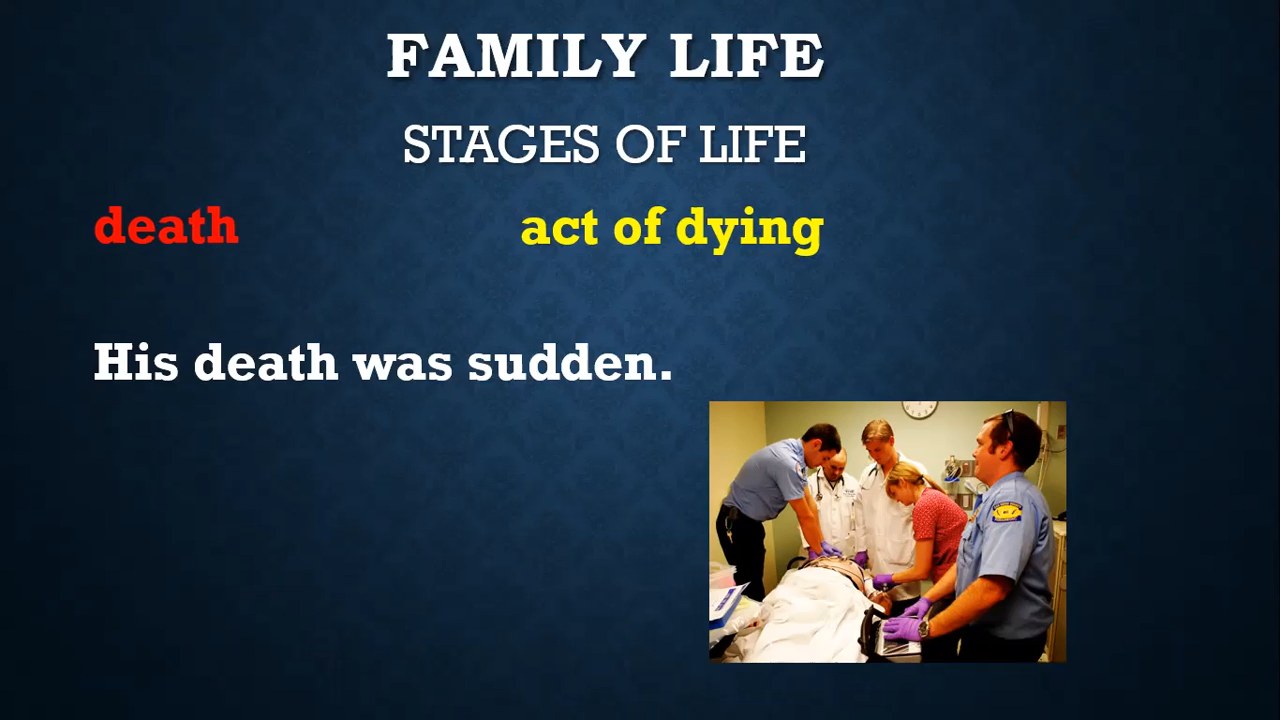 FAMILY LIFE
STAGES OF LIFE
death act of dying
His death was sudden.